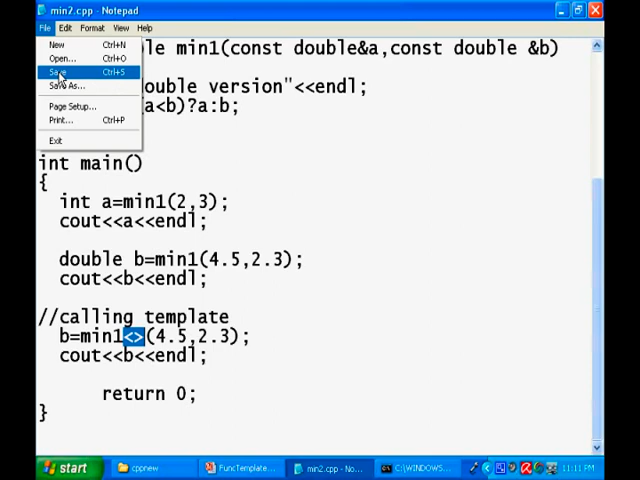 min2.cpp - Notepad
File Edit Format View Help
New Ctrl+N
Open... Ctrl+O
Save Ctrl+S
Save As...
Page Setup...
Print... Ctrl+P
Exit
min1(const double&a,const double &b)
ouble version"<<endl;
(a<b)?a:b;
int main()
{
int a=min1(2,3);
cout<<a<<endl;
double b=min1(4.5,2.3);
cout<<b<<endl;
//calling template
b=min1<>(4.5,2.3);
cout<<b<<endl;
return 0;
}
start cppnew FuncTemplate... min2.cpp - No... C:\WINDOWS... 11:11 PM